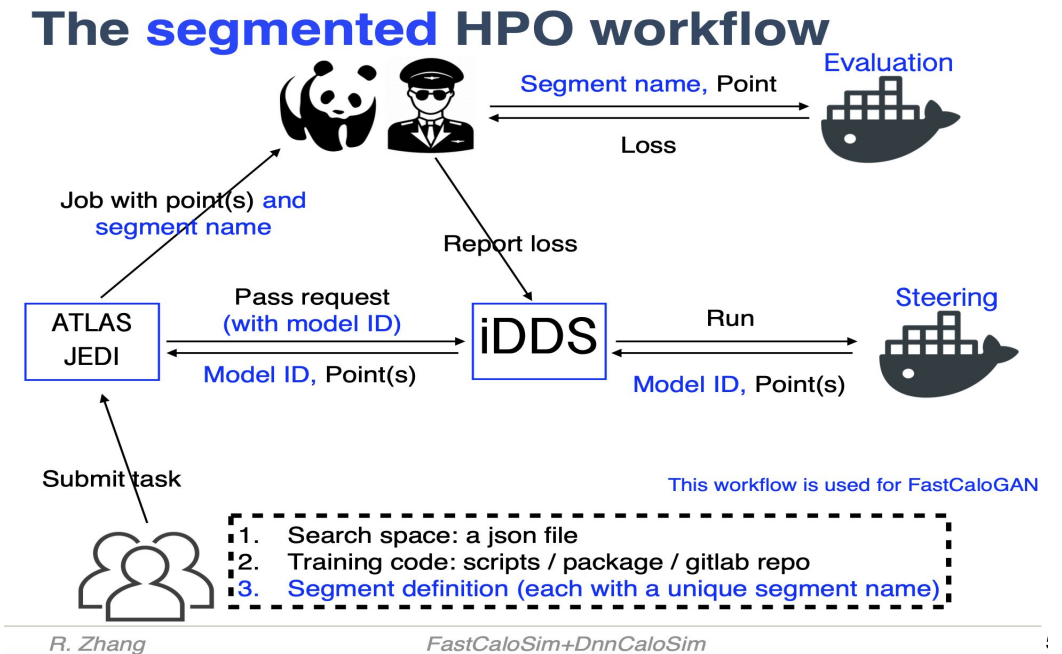 The segmented HPO workflow
Evaluation
Segment name, Point
Loss
Job with point(s) and
segment name
Report loss
ATLAS
JEDI
Pass request
(with model ID)
Model ID, Point(s)
iDDS
Run
Model ID, Point(s)
Steering
Submit task
This workflow is used for FastCaloGAN
1. Search space: a json file
2. Training code: scripts / package / gitlab repo
3. Segment definition (each with a unique segment name)
R. Zhang
FastCaloSim+DnnCaloSim
5